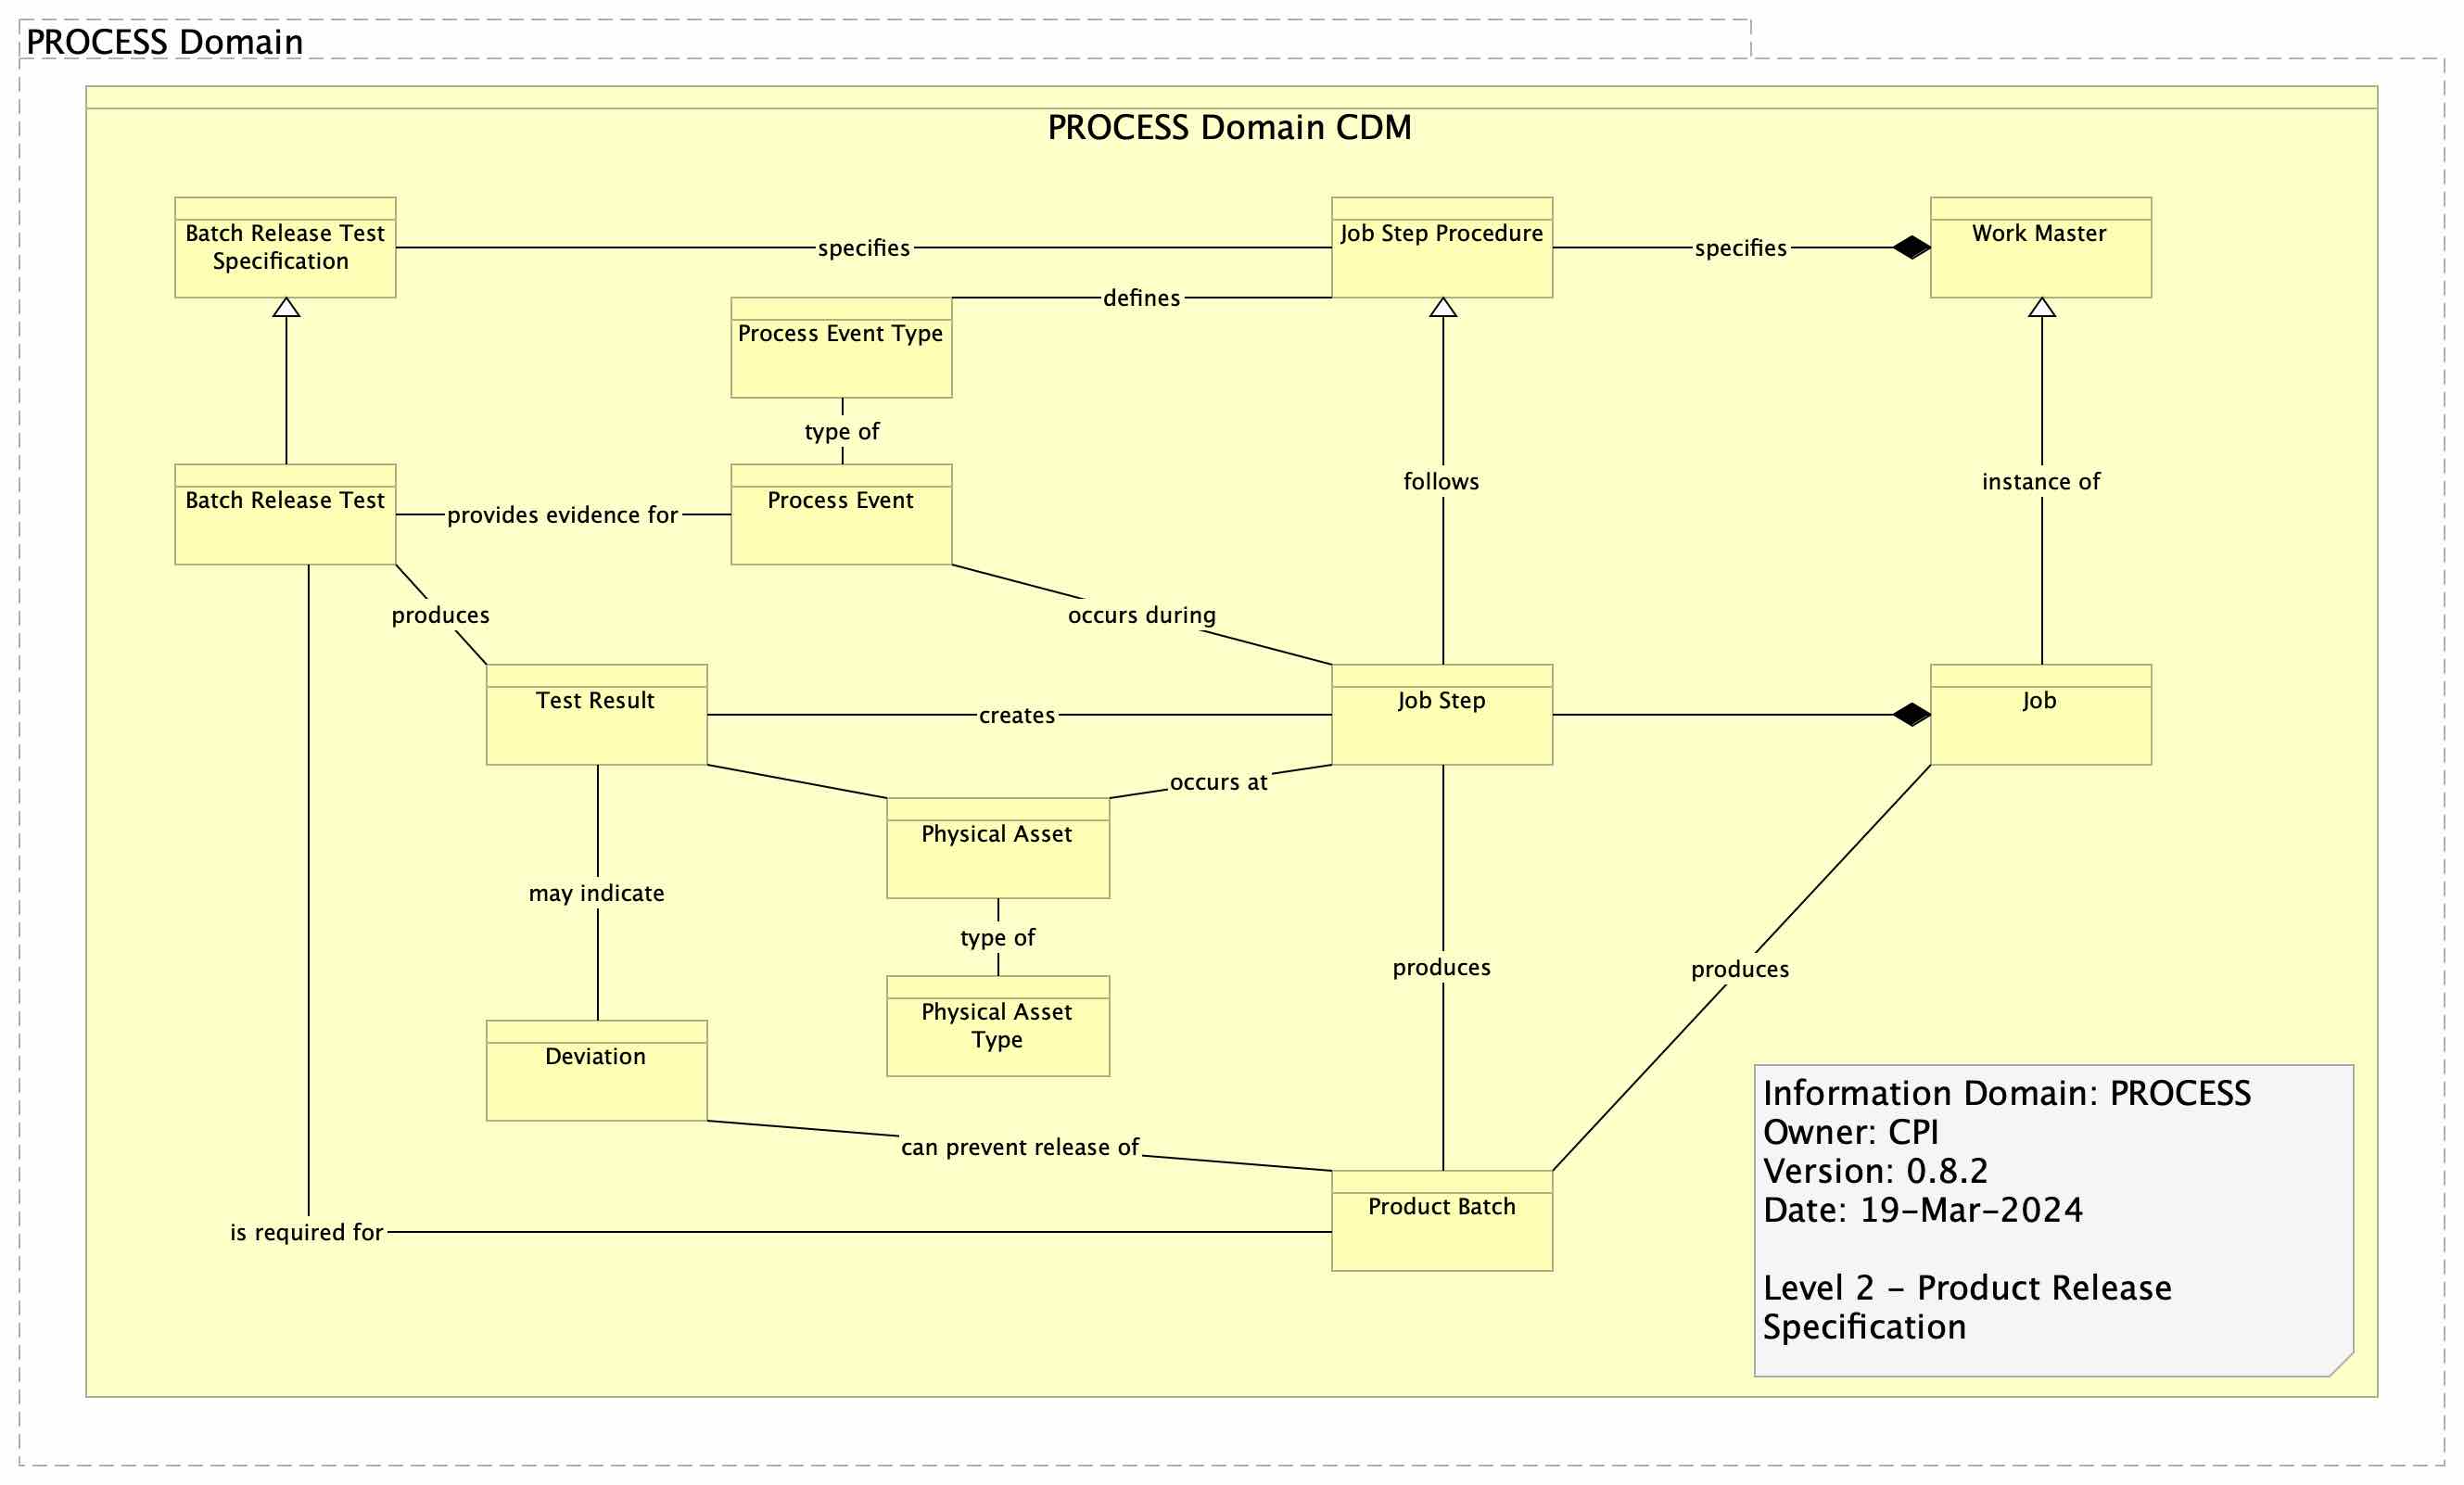 PROCESS Domain
PROCESS Domain CDM
Batch Release Test
Specification
specifies
Job Step Procedure
specifies
Work Master
defines
Process Event Type
type of
follows
instance of
Batch Release Test
provides evidence for
Process Event
produces
occurs during
Test Result
creates
Job Step
Job
occurs at
Physical Asset
may indicate
type of
produces
produces
Physical Asset
Type
Deviation
can prevent release of
Product Batch
is required for
Information Domain: PROCESS
Owner: CPI
Version: 0.8.2
Date: 19-Mar-2024
Level 2 - Product Release
Specification